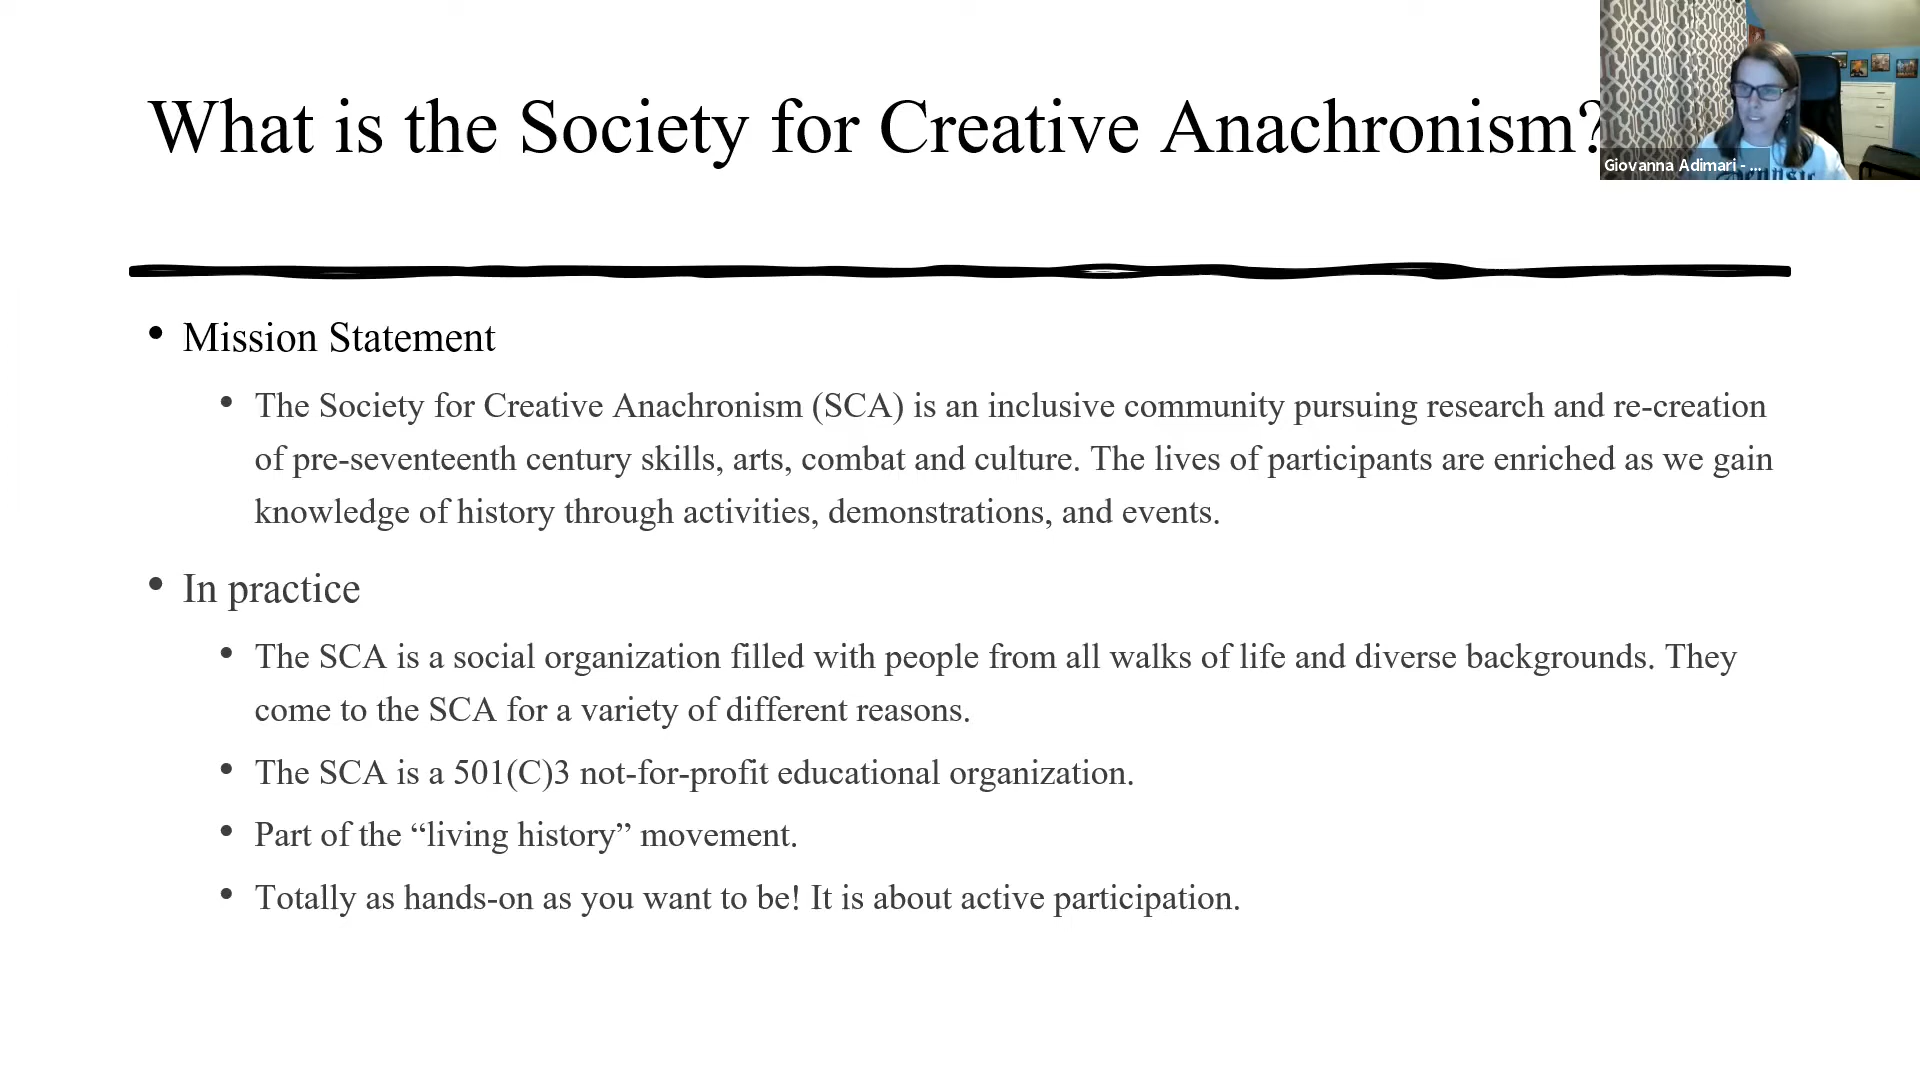 What is the Society for Creative Anachronism?
Giovanna Adimari - ...
• Mission Statement
• The Society for Creative Anachronism (SCA) is an inclusive community pursuing research and re-creation
of pre-seventeenth century skills, arts, combat and culture. The lives of participants are enriched as we gain
knowledge of history through activities, demonstrations, and events.
• In practice
• The SCA is a social organization filled with people from all walks of life and diverse backgrounds. They
come to the SCA for a variety of different reasons.
• The SCA is a 501(C)3 not-for-profit educational organization.
• Part of the “living history” movement.
• Totally as hands-on as you want to be! It is about active participation.